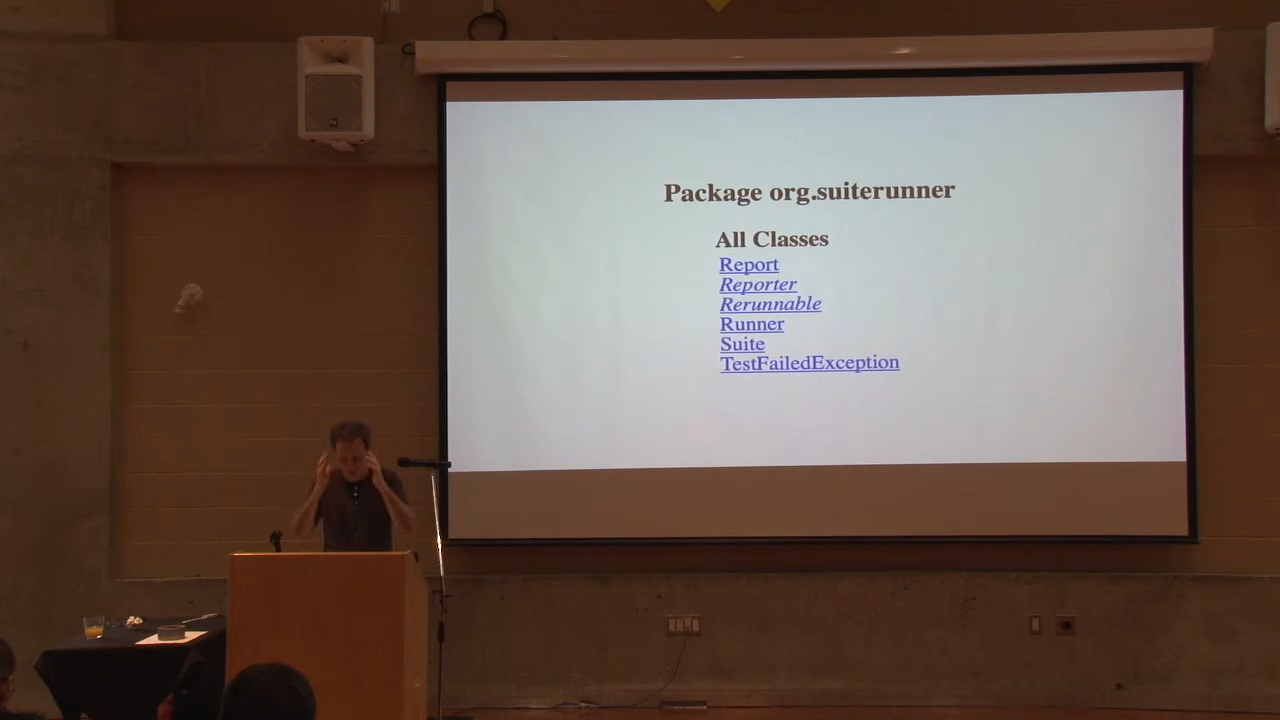 Package org.suiterunner
All Classes
Report
Reporter
Rerunnable
Runner
Suite
TestFailedException